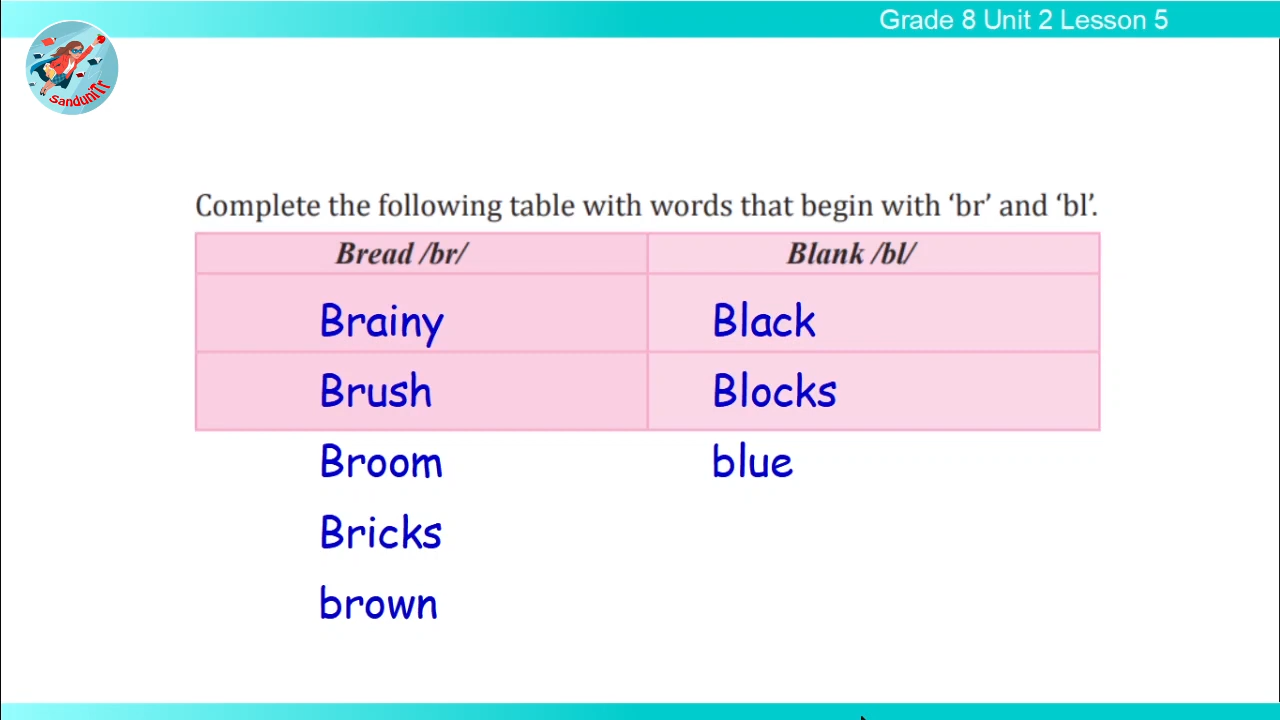 Grade 8 Unit 2 Lesson 5
SanduniTr
Complete the following table with words that begin with ‘br’ and ‘bl’.
Bread /br/ Blank /bl/
Brainy Black
Brush Blocks
Broom blue
Bricks
brown